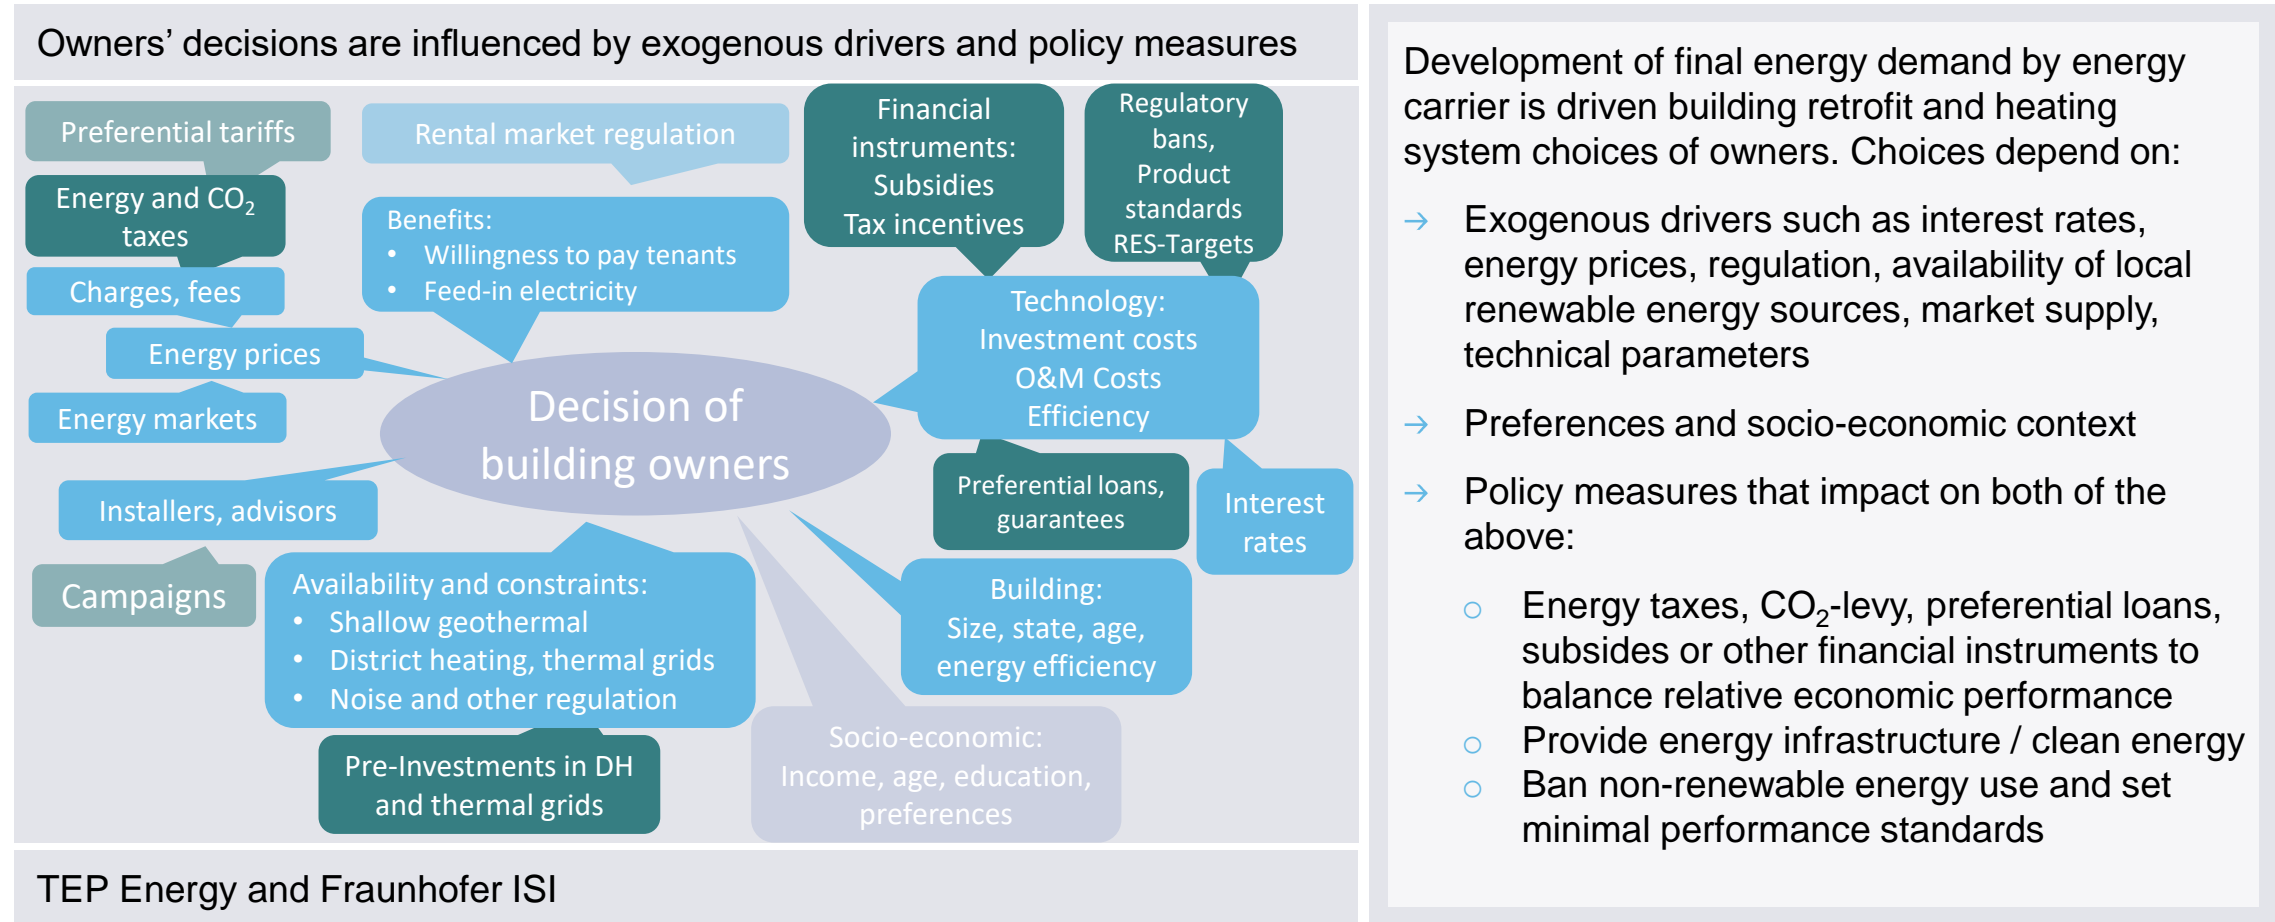 Owners’ decisions are influenced by exogenous drivers and policy measures
Preferential tariffs
Energy and CO₂
taxes
Charges, fees
Energy prices
Energy markets
Installers, advisors
Campaigns
Rental market regulation
Benefits:
• Willingness to pay tenants
• Feed-in electricity
Financial
instruments:
Subsidies
Tax incentives
Regulatory
bans,
Product
standards
RES-Targets
Technology:
Investment costs
O&M Costs
Efficiency
Decision of
building owners
Preferential loans,
guarantees
Interest
rates
Availability and constraints:
• Shallow geothermal
• District heating, thermal grids
• Noise and other regulation
Building:
Size, state, age,
energy efficiency
Pre-Investments in DH
and thermal grids
Socio-economic:
Income, age, education,
preferences
TEP Energy and Fraunhofer ISI
Development of final energy demand by energy
carrier is driven building retrofit and heating
system choices of owners. Choices depend on:
→ Exogenous drivers such as interest rates,
energy prices, regulation, availability of local
renewable energy sources, market supply,
technical parameters
→ Preferences and socio-economic context
→ Policy measures that impact on both of the
above:
o Energy taxes, CO₂-levy, preferential loans,
subsides or other financial instruments to
balance relative economic performance
o Provide energy infrastructure / clean energy
o Ban non-renewable energy use and set
minimal performance standards